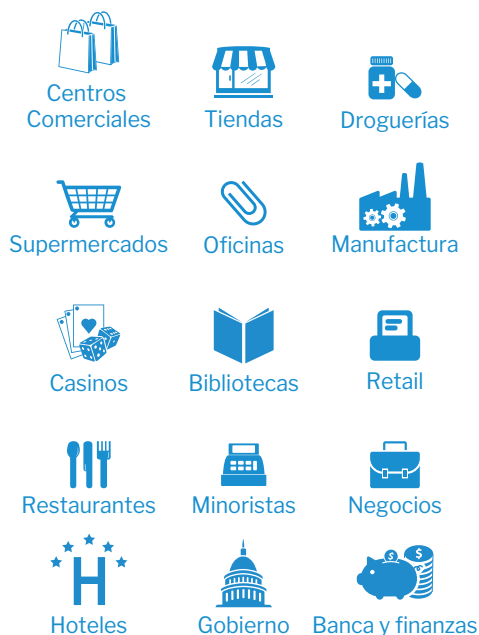 Centros
Comerciales
Tiendas
Droguerías
Supermercados
Oficinas
Manufactura
Casinos
Bibliotecas
Retail
Restaurantes
Minoristas
Negocios
H
Hoteles
Gobierno
$
$
Banca y finanzas